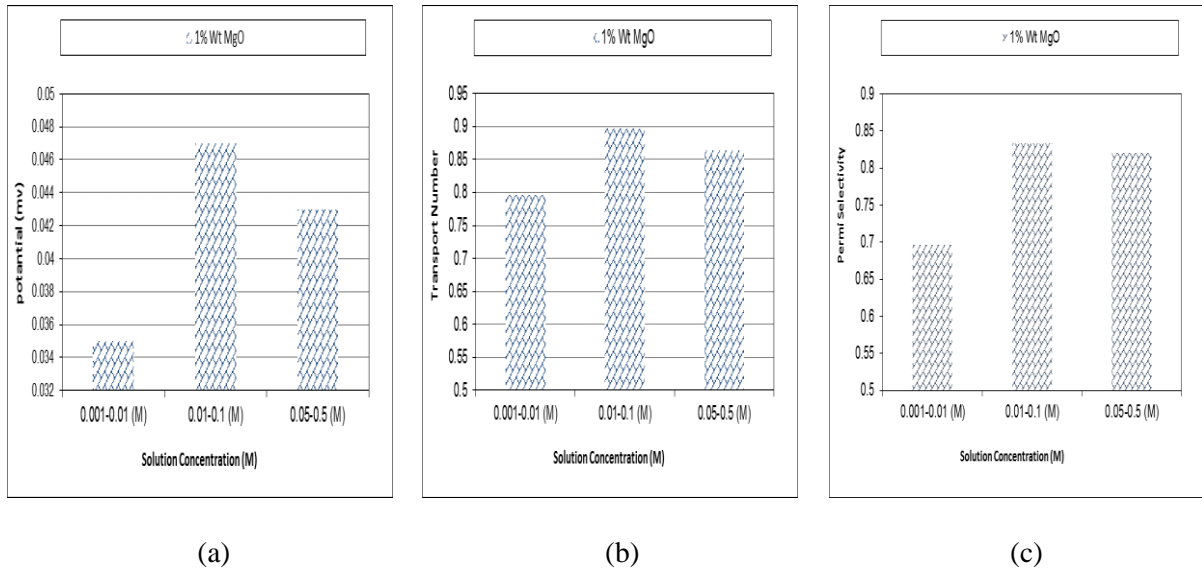 1% Wt MgO
potantial (mv)
0.05
0.048
0.046
0.044
0.042
0.04
0.038
0.036
0.034
0.032
0.001-0.01 (M) 0.01-0.1 (M) 0.05-0.5 (M)
Solution Concentration (M)
(a)
1% Wt MgO
Transport Number
0.95
0.9
0.85
0.8
0.75
0.7
0.65
0.6
0.55
0.5
0.001-0.01 (M) 0.01-0.1 (M) 0.05-0.5 (M)
Solution Concentration (M)
(b)
1% Wt MgO
Permi Selectivity
0.9
0.85
0.8
0.75
0.7
0.65
0.6
0.55
0.5
0.001-0.01 (M) 0.01-0.1 (M) 0.05-0.5 (M)
Solution Concentration (M)
(c)